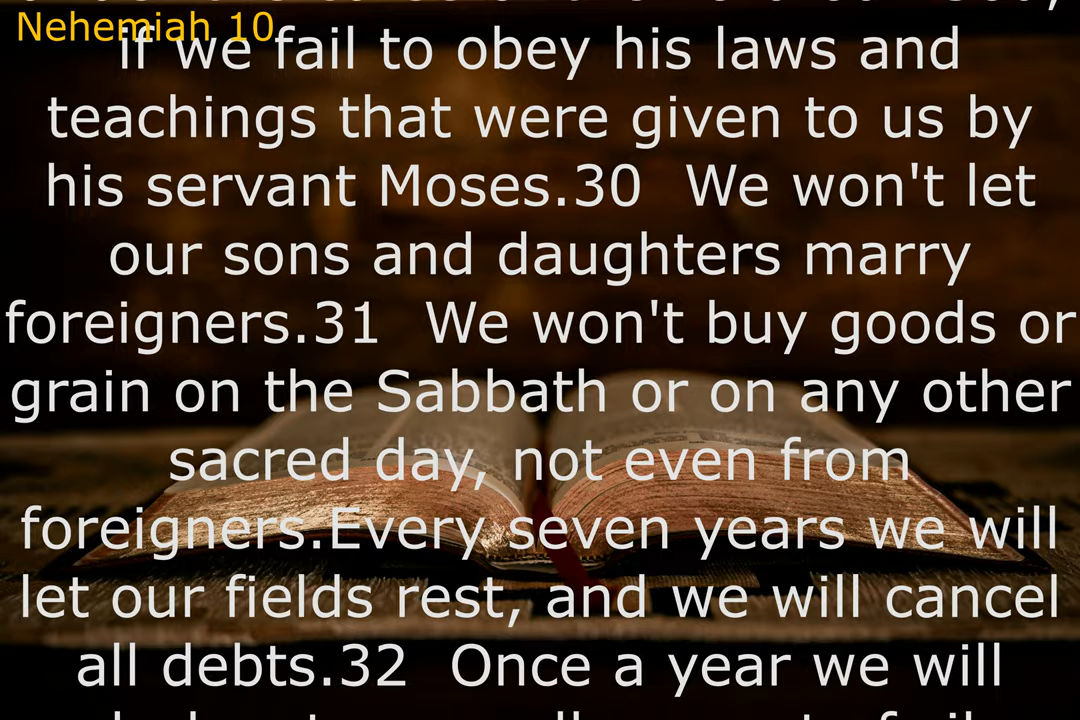 Nehemiah 10
if we fail to obey his laws and
teachings that were given to us by
his servant Moses.30  We won't let
our sons and daughters marry
foreigners.31  We won't buy goods or
grain on the Sabbath or on any other
sacred day, not even from
foreigners.Every seven years we will
let our fields rest, and we will cancel
all debts.32  Once a year we will